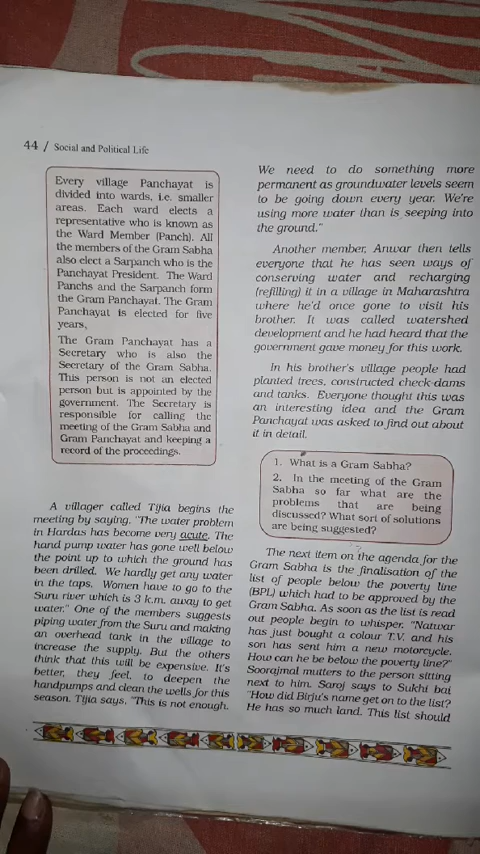 44 / Social and Political Life
Every village Panchayat is
divided into wards, i.e. smaller
areas. Each ward elects a
representative who is known as
the Ward Member (Panch). All
the members of the Gram Sabha
also elect a Sarpanch who is the
Panchayat President. The Ward
Panchs and the Sarpanch form
the Gram Panchayat. The Gram
Panchayat is elected for five
years.
The Gram Panchayat has a
Secretary who is also the
Secretary of the Gram Sabha.
This person is not an elected
person but is appointed by the
government. The Secretary is
responsible for calling the
meeting of the Gram Sabha and
Gram Panchayat and keeping a
record of the proceedings.
A villager called Tijia begins the
meeting by saying, "The water problem
in Hardas has become very acute. The
hand pump water has gone well below
the point up to which the ground has
been drilled. We hardly get any water
in the taps. Women have to go to the
Suru river which is 3 k.m. away to get
water." One of the members suggests
piping water from the Suru and making
an overhead tank in the village to
increase the supply. But the others
think that this will be expensive. It's
better, they feel, to deepen the
handpumps and clean the wells for this
season. Tijia says, "This is not enough.
We need to do something more
permanent as groundwater levels seem
to be going down every year. We're
using more water than is seeping into
the ground."
Another member, Anwar then tells
everyone that he has seen ways of
conserving water and recharging
(refilling) it in a village in Maharashtra
where he'd once gone to visit his
brother. It was called watershed
development and he had heard that the
government gave money for this work.
In his brother's village people had
planted trees, constructed check-dams
and tanks. Everyone thought this was
an interesting idea and the Gram
Panchayat was asked to find out about
it in detail.
1. What is a Gram Sabha?
2. In the meeting of the Gram
Sabha so far what are the
problems that are being
discussed? What sort of solutions
are being suggested?
The next item on the agenda for the
Gram Sabha is the finalisation of the
list of people below the poverty line
(BPL) which had to be approved by the
Gram Sabha. As soon as the list is read
out people begin to whisper. "Natwar
has just bought a colour T.V. and his
son has sent him a new motorcycle.
How can he be below the poverty line?"
Soorajmal mutters to the person sitting
next to him. Saroj says to Sukhi bai
"How did Birju's name get on to the list?
He has so much land. This list should